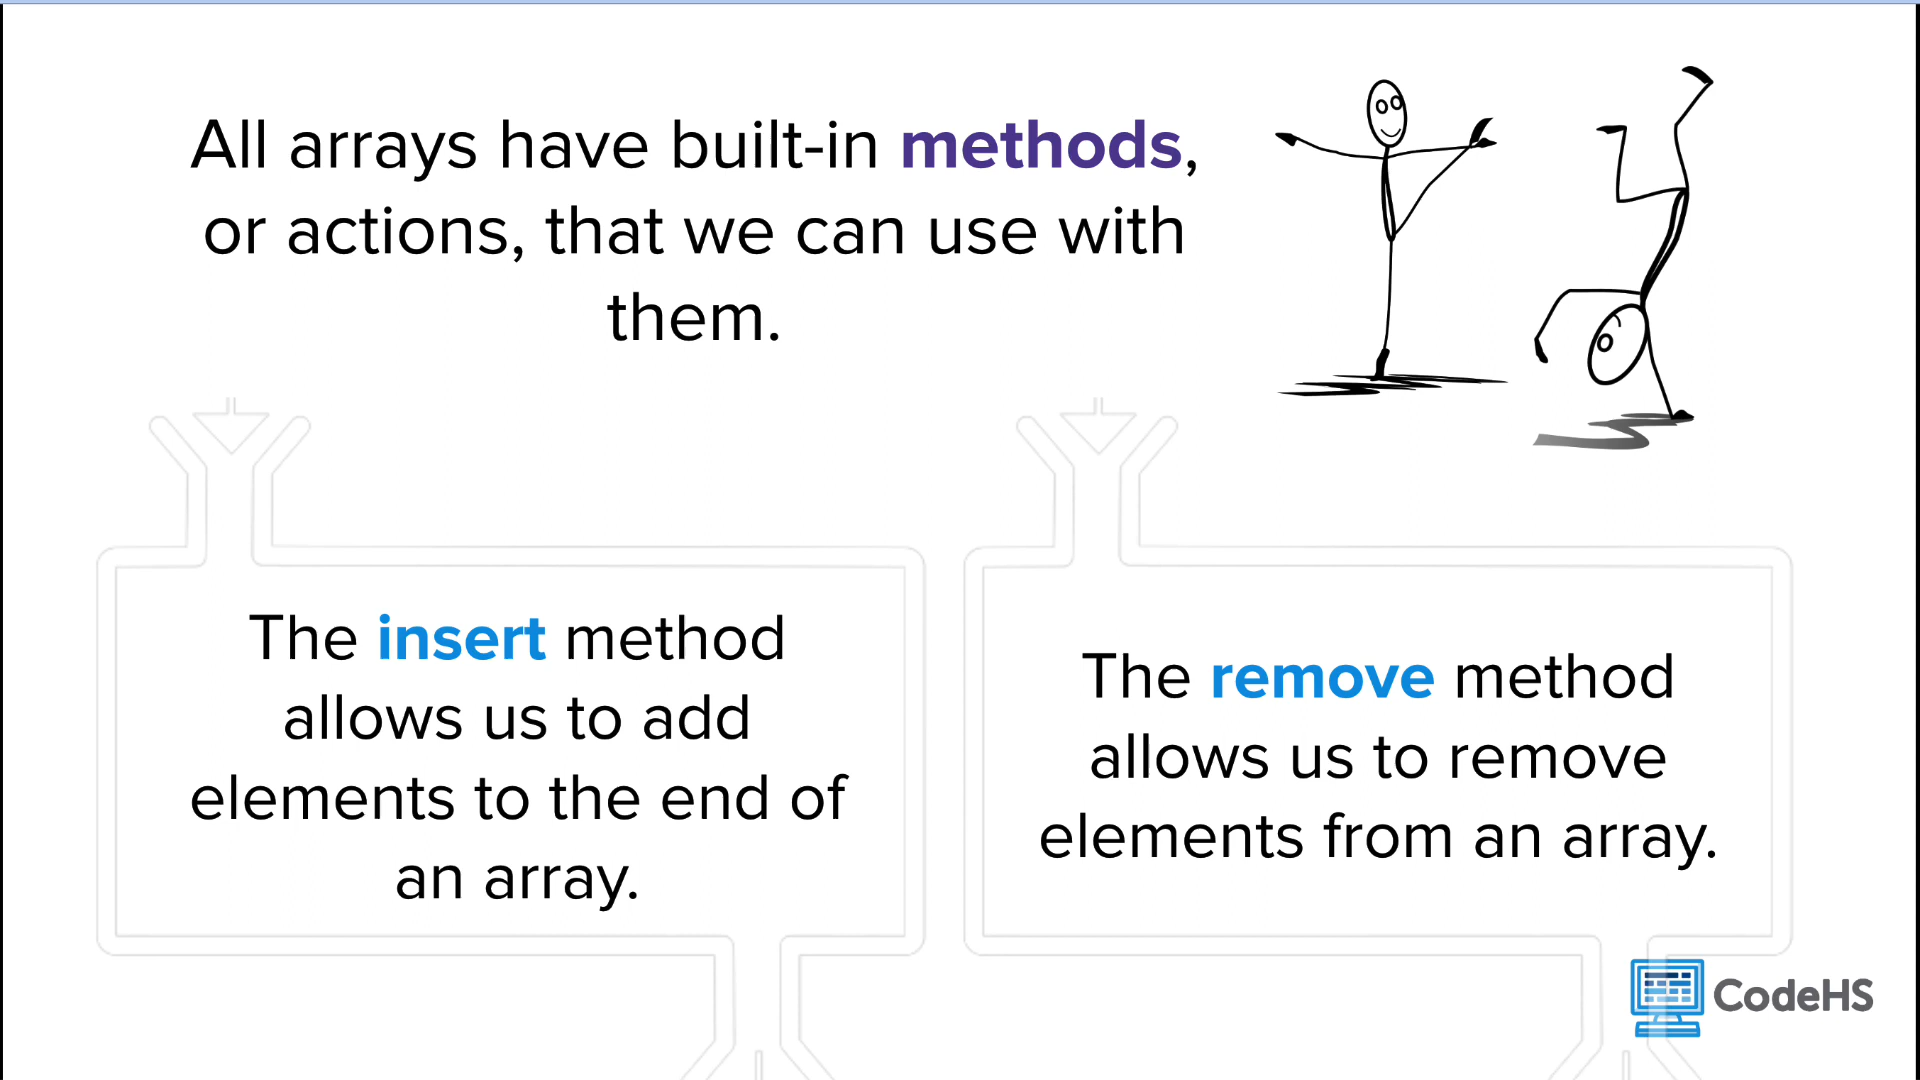 All arrays have built-in methods,
or actions, that we can use with
them.
The insert method
allows us to add
elements to the end of
an array.
The remove method
allows us to remove
elements from an array.
CodeHS